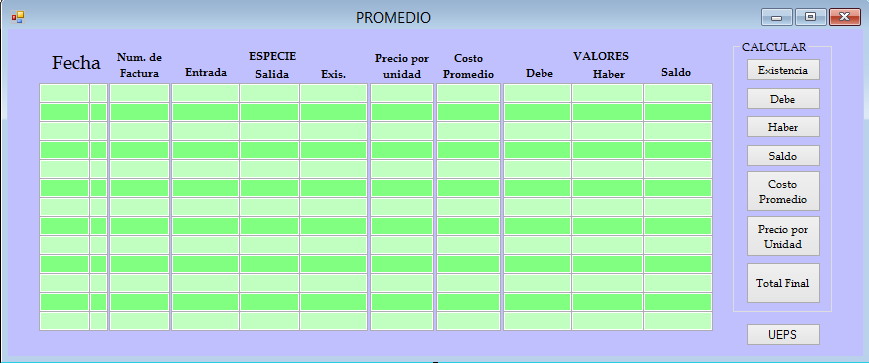 PROMEDIO
Fecha
Num. de
Factura
ESPECIE
Entrada
Salida
Exis.
Precio por
unidad
Costo
Promedio
VALORES
Debe
Haber
Saldo
CALCULAR
Existencia
Debe
Haber
Saldo
Costo
Promedio
Precio por
Unidad
Total Final
UEPS